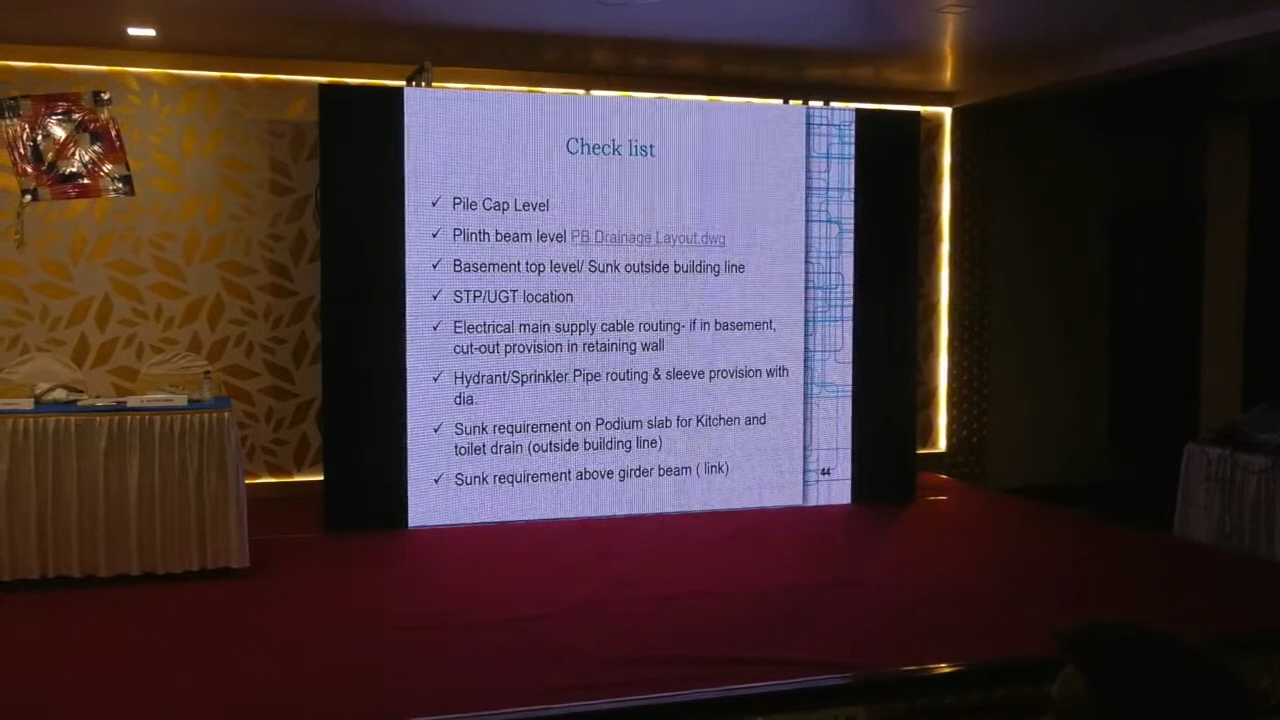 Check list
✓ Pile Cap Level
✓ Plinth beam level PB Drainage Layout.dwg
✓ Basement top level/ Sunk outside building line
✓ STP/UGT location
✓ Electrical main supply cable routing- if in basement,
cut-out provision in retaining wall
✓ Hydrant/Sprinkler Pipe routing & sleeve provision with
dia.
✓ Sunk requirement on Podium slab for Kitchen and
toilet drain (outside building line)
✓ Sunk requirement above girder beam ( link)
44